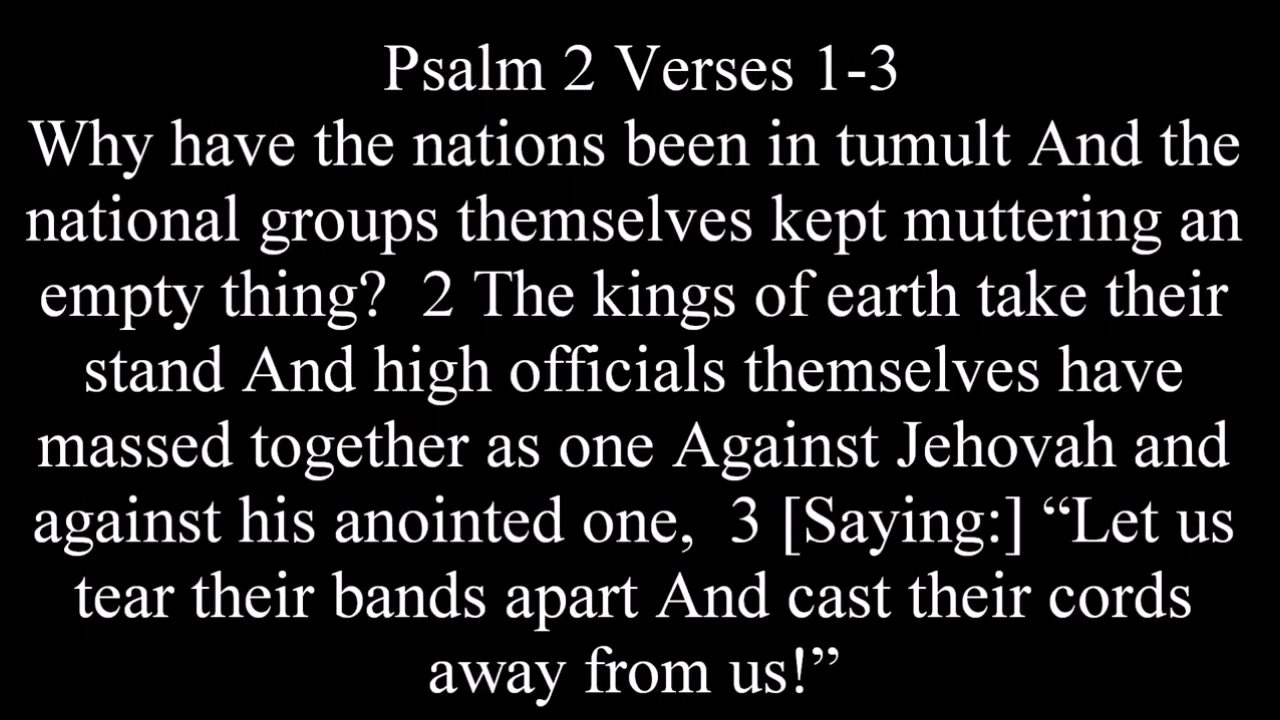 Psalm 2 Verses 1-3
Why have the nations been in tumult And the
national groups themselves kept muttering an
empty thing?  2 The kings of earth take their
stand And high officials themselves have
massed together as one Against Jehovah and
against his anointed one,  3 [Saying:] “Let us
tear their bands apart And cast their cords
away from us!”